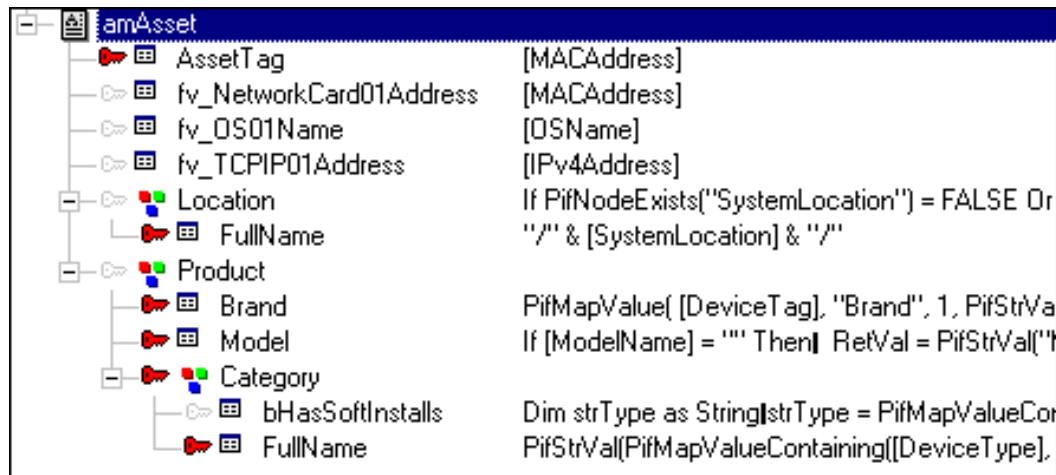 amAsset
AssetTag [MACAddress]
fv_NetworkCard01Address [MACAddress]
fv_OS01Name [OSName]
fv_TCPIP01Address [IPv4Address]
Location If PifNodeExists("SystemLocation") = FALSE Or
FullName "/" & [SystemLocation] & "/"
Product
Brand PifMapValue( [DeviceTag], "Brand", 1, PifStrVa
Model If [ModelName] = "" Then RetVal = PifStrVal("
Category
bHasSoftInstalls Dim strType as String strType = PifMapValueCo
FullName PifStrVal(PifMapValueContaining([DeviceType],